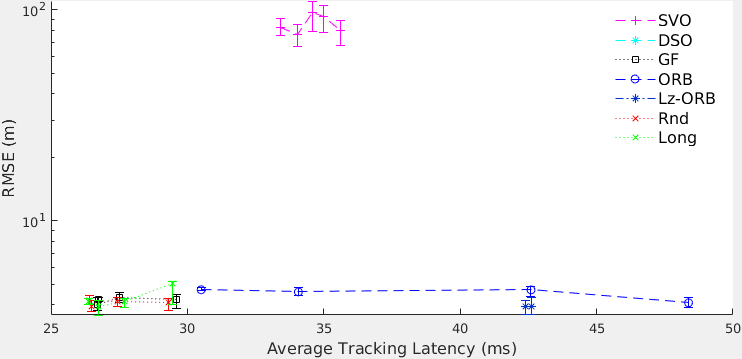 10²
SVO
DSO
GF
ORB
Lz-ORB
Rnd
Long
RMSE (m)
10¹
25 30 35 40 45 50
Average Tracking Latency (ms)